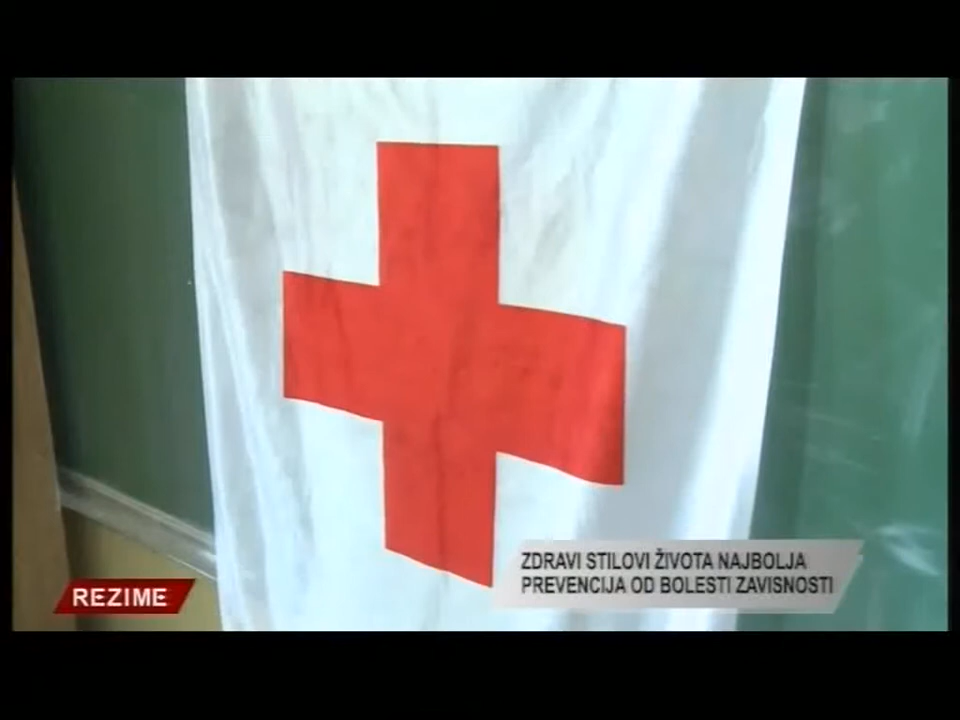 ZDRAVI STILOVI ŽIVOTA NAJBOLJA
PREVENCIJA OD BOLESTI ZAVISNOSTI
REZIME